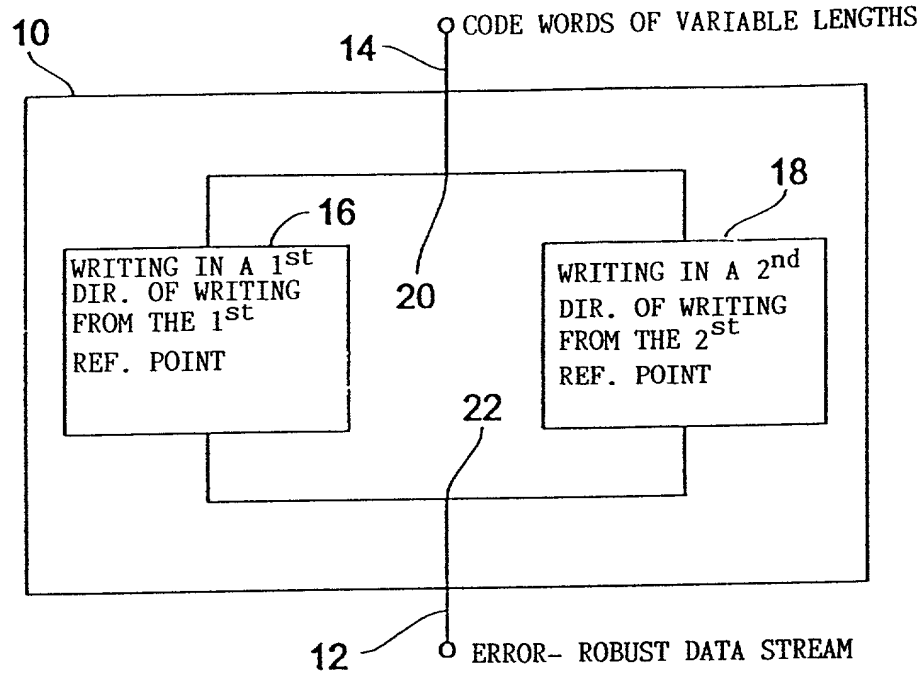 CODE WORDS OF VARIABLE LENGTHS
10
14
16
18
WRITING IN A 1st
DIR. OF WRITING
FROM THE 1st
REF. POINT
20
WRITING IN A 2nd
DIR. OF WRITING
FROM THE 2st
REF. POINT
22
12
ERROR- ROBUST DATA STREAM